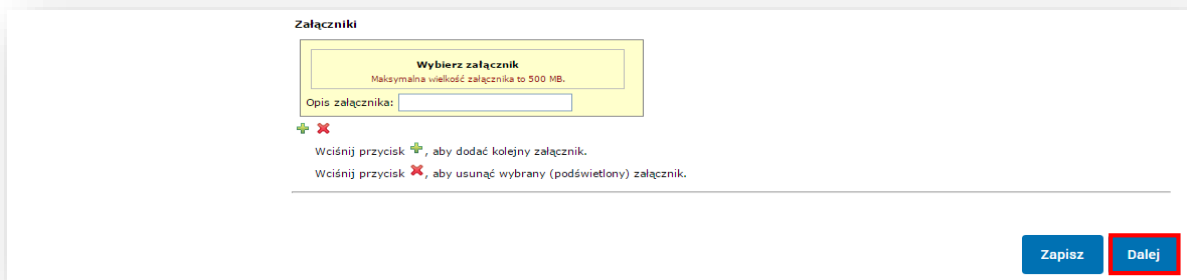 Załączniki
Wybierz załącznik
Maksymalna wielkość załącznika to 500 MB.
Opis załącznika:
Wciśnij przycisk , aby dodać kolejny załącznik.
Wciśnij przycisk , aby usunąć wybrany (podświetlony) załącznik.
Zapisz Dalej